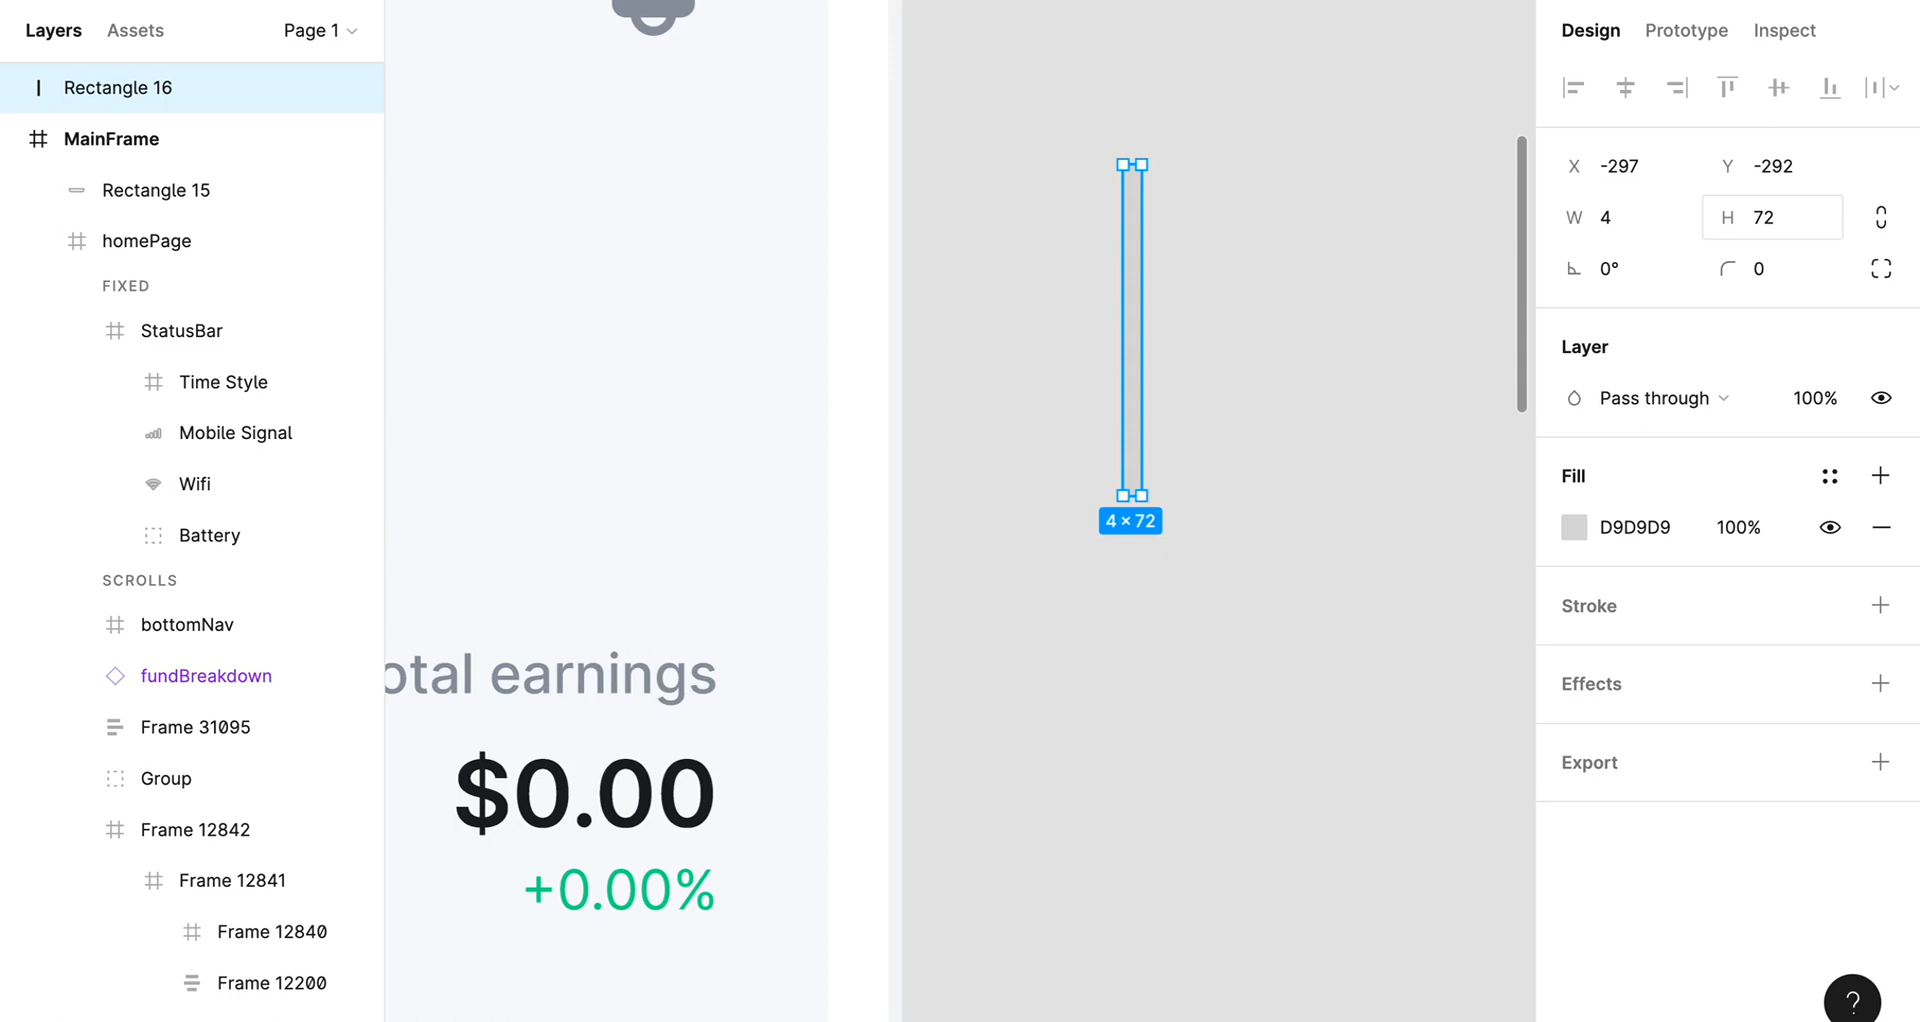 Layers Assets Page 1
Rectangle 16
MainFrame
Rectangle 15
homePage
FIXED
StatusBar
Time Style
Mobile Signal
Wifi
Battery
SCROLLS
bottomNav
fundBreakdown
Frame 31095
Group
Frame 12842
Frame 12841
Frame 12840
Frame 12200
4 × 72
otal earnings
$0.00
+0.00%
Design Prototype Inspect
X -297 Y -292
W 4 H 72
0° 0
Layer
Pass through 100%
Fill
D9D9D9 100%
Stroke
Effects
Export
?